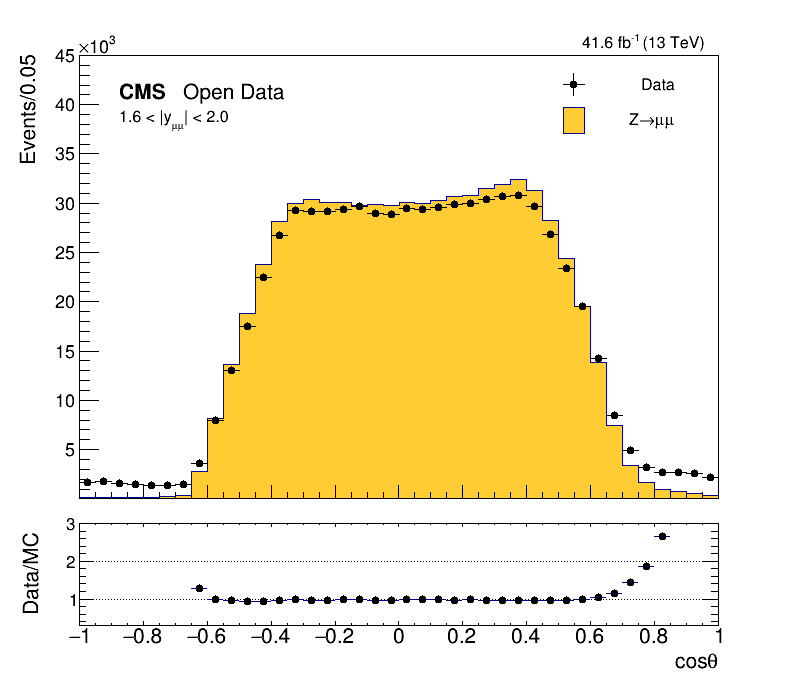 ×10³
41.6 fb⁻¹ (13 TeV)
45
CMS Open Data
Data
1.6 < |y_μμ| < 2.0
Z→μμ
40
35
30
25
20
15
10
5
Events/0.05
3
2
1
Data/MC
−1 −0.8 −0.6 −0.4 −0.2 0 0.2 0.4 0.6 0.8 1
cosθ